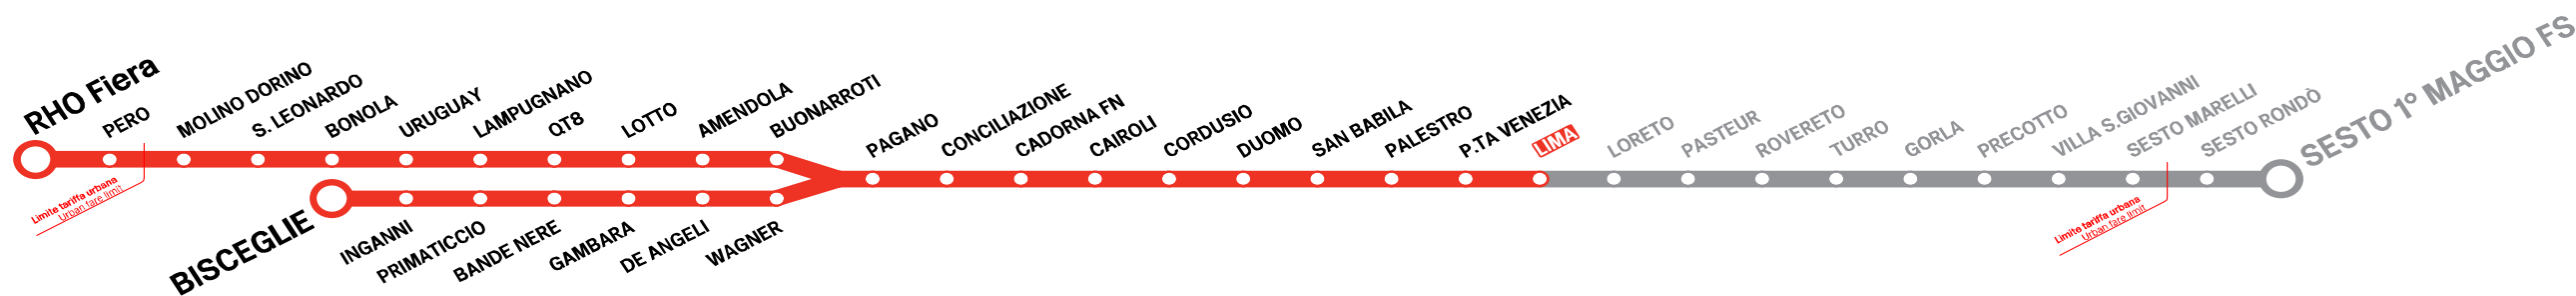 RHO Fiera
PERO
MOLINO DORINO
S. LEONARDO
BONOLA
URUGUAY
LAMPUGNANO
QT8
LOTTO
AMENDOLA
BUONARROTI
PAGANO
CONCILIAZIONE
CADORNA FN
CAIROLI
CORDUSIO
DUOMO
SAN BABILA
PALESTRO
P.TA VENEZIA
LIMA
LORETO
PASTEUR
ROVERETO
TURRO
GORLA
PRECOTTO
VILLA S.GIOVANNI
SESTO MARELLI
SESTO RONDÒ
SESTO 1° MAGGIO FS
Limite tariffa urbana
Urban fare limit
BISCEGLIE
INGANNI
PRIMATICCIO
BANDE NERE
GAMBARA
DE ANGELI
WAGNER
Limite tariffa urbana
Urban fare limit